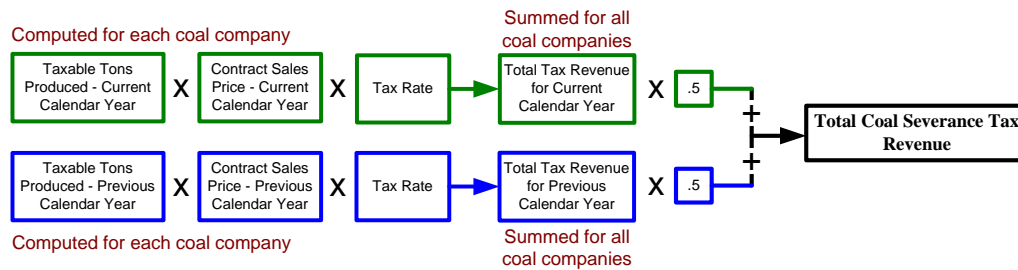 Computed for each coal company
Summed for all
coal companies
Taxable Tons
Produced - Current
Calendar Year
X
Contract Sales
Price - Current
Calendar Year
X
Tax Rate
Total Tax Revenue
for Current
Calendar Year
X
.5
+
Total Coal Severance Tax
Revenue
+
Taxable Tons
Produced - Previous
Calendar Year
X
Contract Sales
Price - Previous
Calendar Year
X
Tax Rate
Total Tax Revenue
for Previous
Calendar Year
X
.5
Computed for each coal company
Summed for all
coal companies